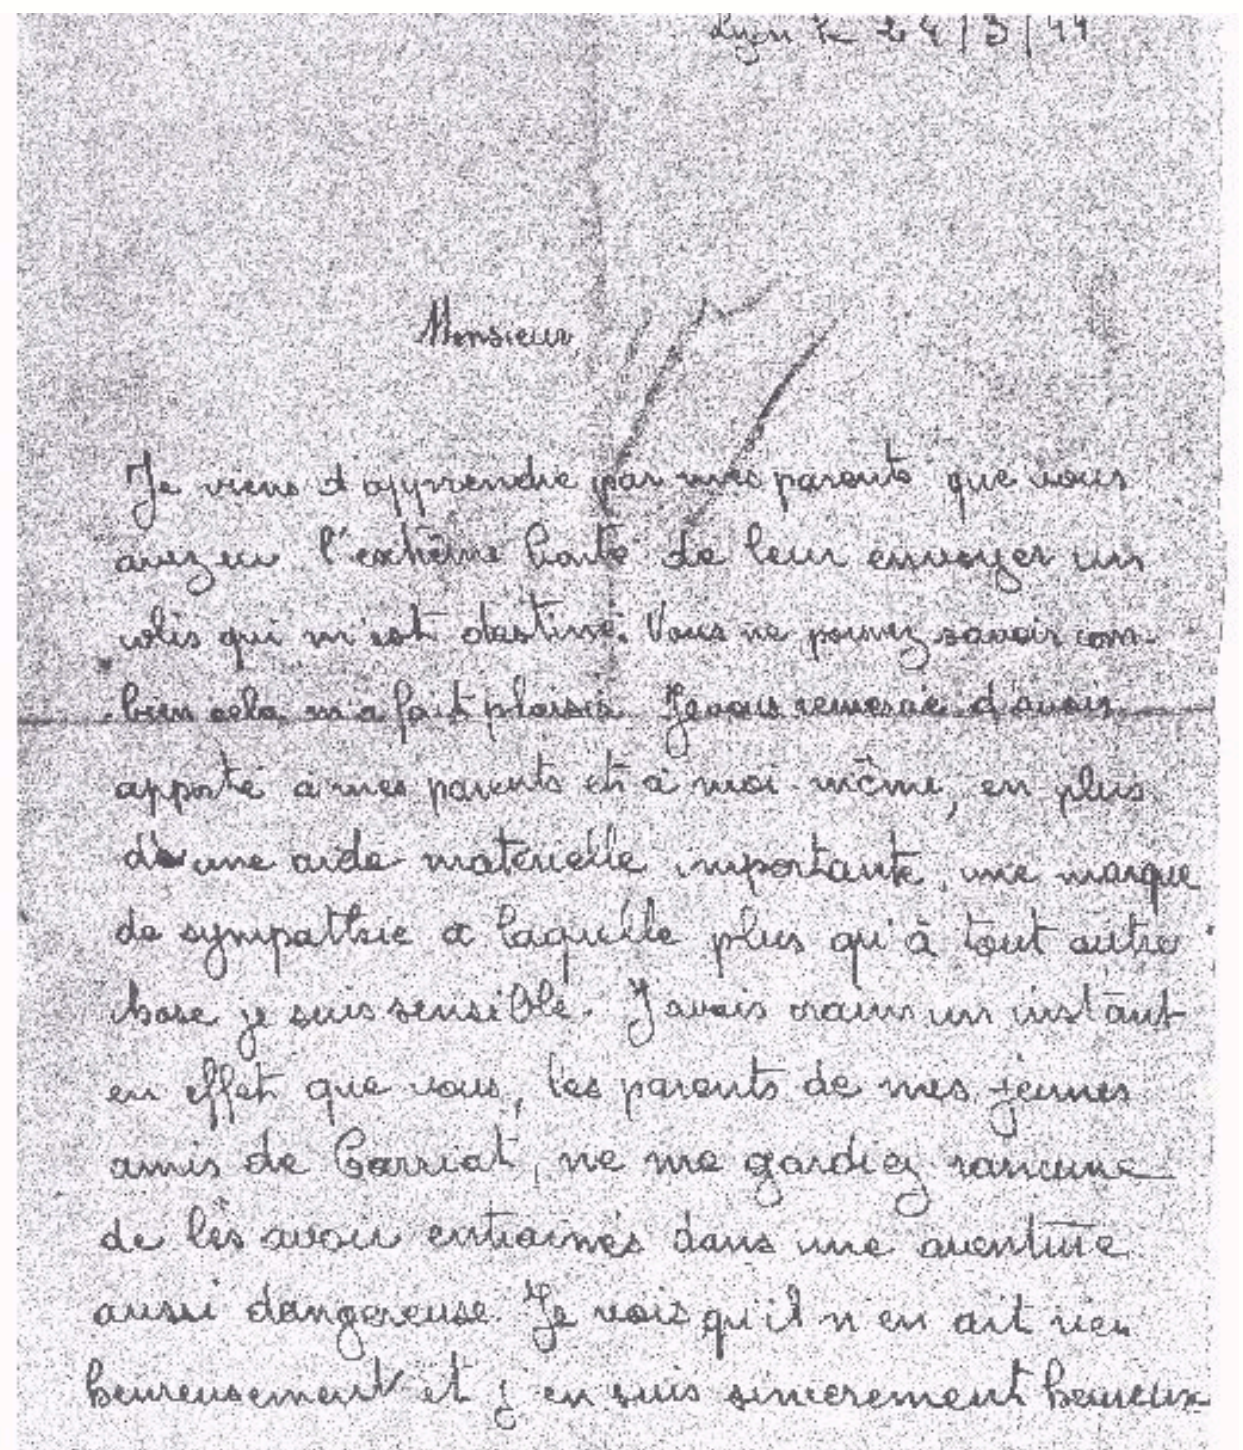 Lyon le 24/3/44
Monsieur,
Je viens d'apprendre par mes parents que vous
avez eu l'extrême bonté de leur envoyer un
colis qui m'est destiné. Vous ne pouvez savoir com-
bien cela m'a fait plaisir. Je vous remercie d'avoir
apporté à mes parents et à moi-même, en plus
d'une aide materielle importante, une marque
de sympathie a laquelle plus qu'à tout autre
chose je suis sensible. J'avais crains un instant
en effet que vous, les parents de mes jeunes
amis de Carriat, ne me gardiez rancune
de les avoir entrainés dans une aventure
aussi dangereuse. Je vois qu'il n'en ait rien
heureusement et j'en suis sincerement heureux